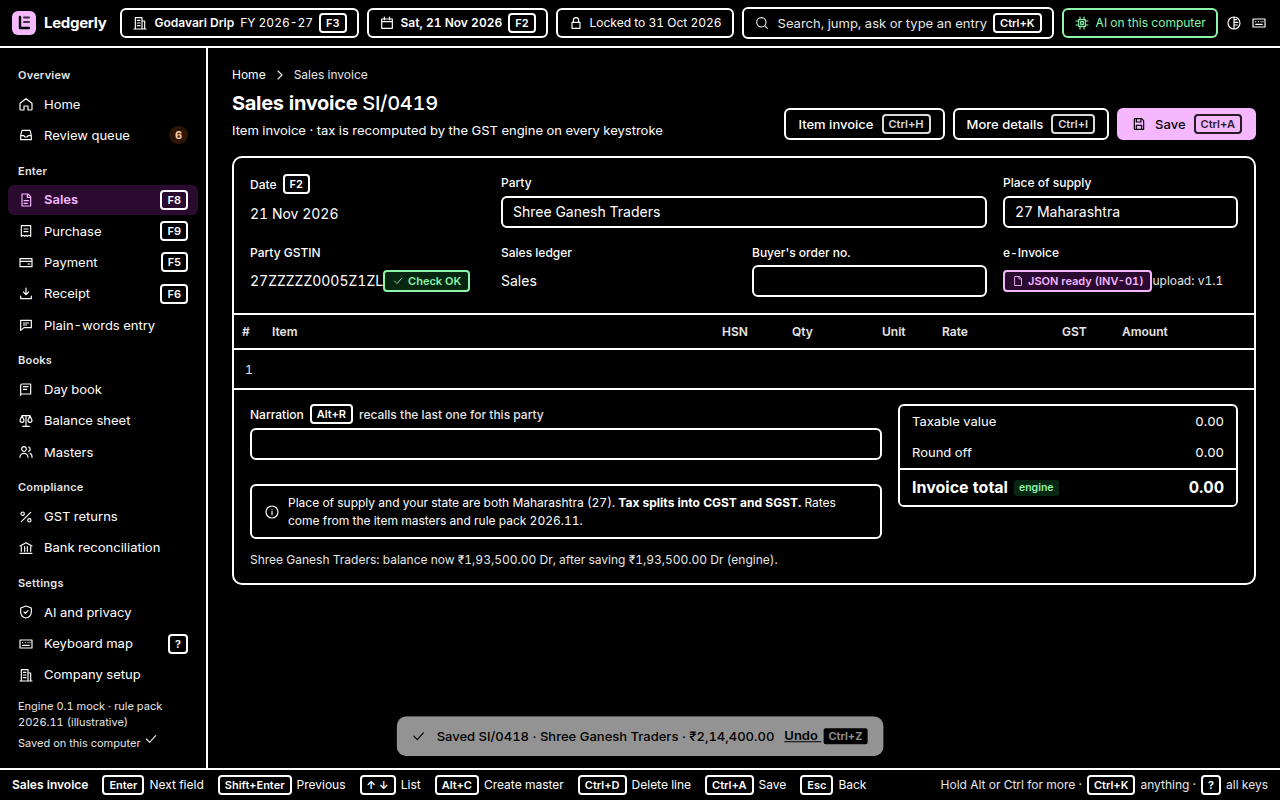 Ledgerly
Godavari Drip FY 2026-27 F3
Sat, 21 Nov 2026 F2
Locked to 31 Oct 2026
Search, jump, ask or type an entry Ctrl+K
AI on this computer
Overview
Home
Review queue 6
Enter
Sales F8
Purchase F9
Payment F5
Receipt F6
Plain-words entry
Books
Day book
Balance sheet
Masters
Compliance
GST returns
Bank reconciliation
Settings
AI and privacy
Keyboard map ?
Company setup
Engine 0.1 mock · rule pack
2026.11 (illustrative)
Saved on this computer
Home > Sales invoice
Sales invoice SI/0419
Item invoice · tax is recomputed by the GST engine on every keystroke
Item invoice Ctrl+H
More details Ctrl+I
Save Ctrl+A
Date F2
Party
Place of supply
21 Nov 2026
Shree Ganesh Traders
27 Maharashtra
Party GSTIN
Sales ledger
Buyer's order no.
e-Invoice
27ZZZZZ0005Z1ZL Check OK
Sales
JSON ready (INV-01) upload: v1.1
# Item HSN Qty Unit Rate GST Amount
1
Narration Alt+R recalls the last one for this party
Taxable value 0.00
Round off 0.00
Invoice total engine 0.00
Place of supply and your state are both Maharashtra (27). Tax splits into CGST and SGST. Rates
come from the item masters and rule pack 2026.11.
Shree Ganesh Traders: balance now ₹1,93,500.00 Dr, after saving ₹1,93,500.00 Dr (engine).
Saved SI/0418 · Shree Ganesh Traders · ₹2,14,400.00 Undo Ctrl+Z
Sales invoice Enter Next field Shift+Enter Previous ↑↓ List Alt+C Create master Ctrl+D Delete line Ctrl+A Save Esc Back
Hold Alt or Ctrl for more · Ctrl+K anything · ? all keys